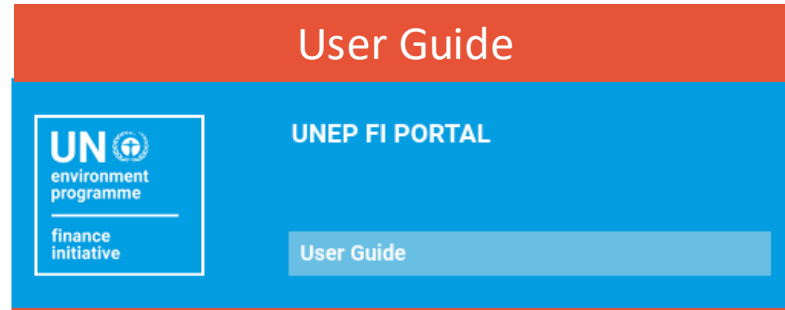 User Guide
UN
environment
programme
finance
initiative
UNEP FI PORTAL
User Guide